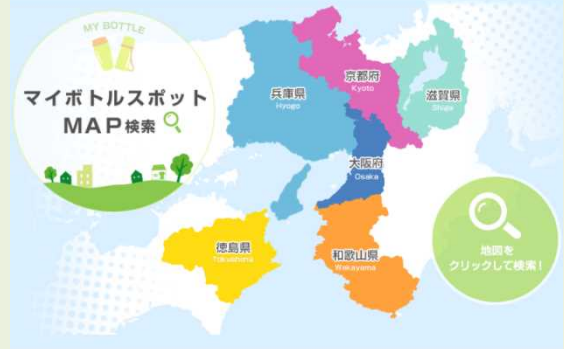 MY BOTTLE
マイボトルスポット
MAP検索
兵庫県
Hyogo
京都府
Kyoto
滋賀県
Shiga
大阪府
Osaka
徳島県
Tokushima
和歌山県
Wakayama
地図を
クリックして検索!